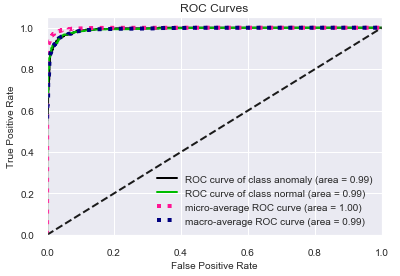 ROC Curves
True Positive Rate
1.0
0.8
0.6
0.4
0.2
0.0
ROC curve of class anomaly (area = 0.99)
ROC curve of class normal (area = 0.99)
micro-average ROC curve (area = 1.00)
macro-average ROC curve (area = 0.99)
0.0 0.2 0.4 0.6 0.8 1.0
False Positive Rate